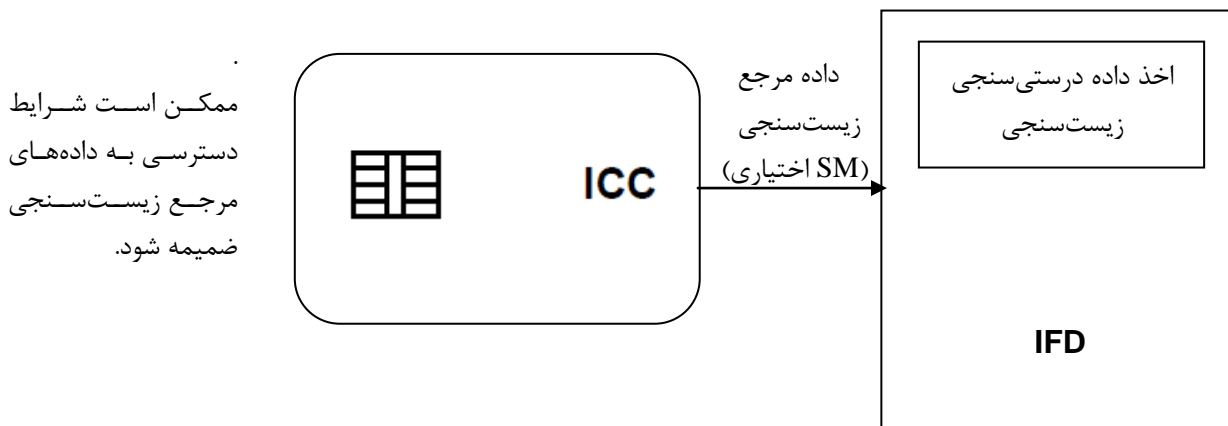 .
ممکن است شرایط
دسترسی به داده‌های
مرجع زیست‌سنجی
ضمیمه شود.
ICC
داده مرجع
زیست‌سنجی
(SM اختیاری)
اخذ داده درستی‌سنجی
زیست‌سنجی
IFD